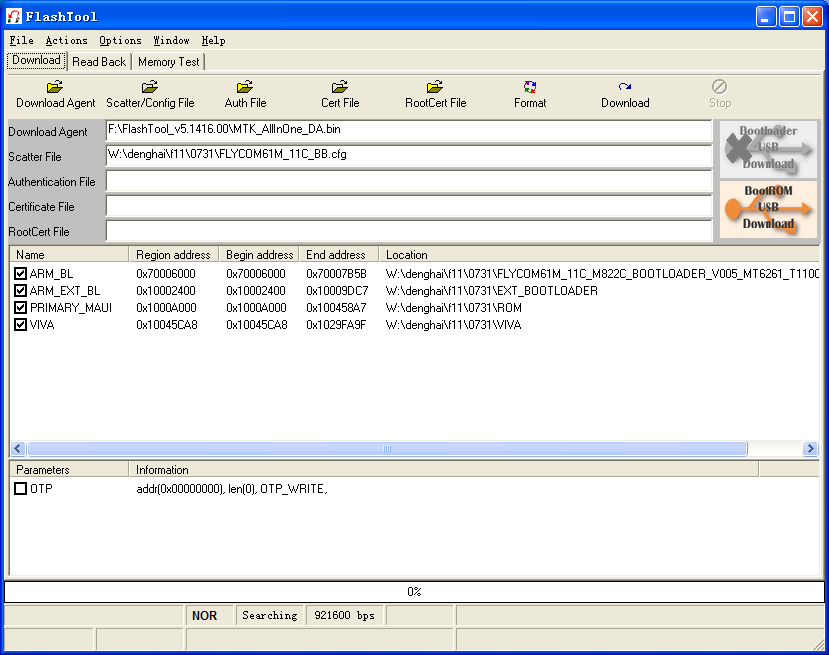 FlashTool
File Actions Options Window Help
Download Read Back Memory Test
Download Agent Scatter/Config File Auth File Cert File RootCert File Format Download Stop
Download Agent F:\FlashTool_v5.1416.00\MTK_AllInOne_DA.bin
Scatter File W:\denghai\f11\0731\FLYCOM61M_11C_BB.cfg
Authentication File
Certificate File
RootCert File
Bootloader
USB
Download
BootROM
USB
Download
Name Region address Begin address End address Location
ARM_BL 0x70006000 0x70006000 0x70007B5B W:\denghai\f11\0731\FLYCOM61M_11C_M822C_BOOTLOADER_V005_MT6261_T110C
ARM_EXT_BL 0x10002400 0x10002400 0x10009DC7 W:\denghai\f11\0731\EXT_BOOTLOADER
PRIMARY_MAUI 0x1000A000 0x1000A000 0x100458A7 W:\denghai\f11\0731\ROM
VIVA 0x10045CA8 0x10045CA8 0x1029FA9F W:\denghai\f11\0731\VIVA
Parameters Information
OTP addr(0x00000000), len(0), OTP_WRITE,
0%
NOR Searching 921600 bps